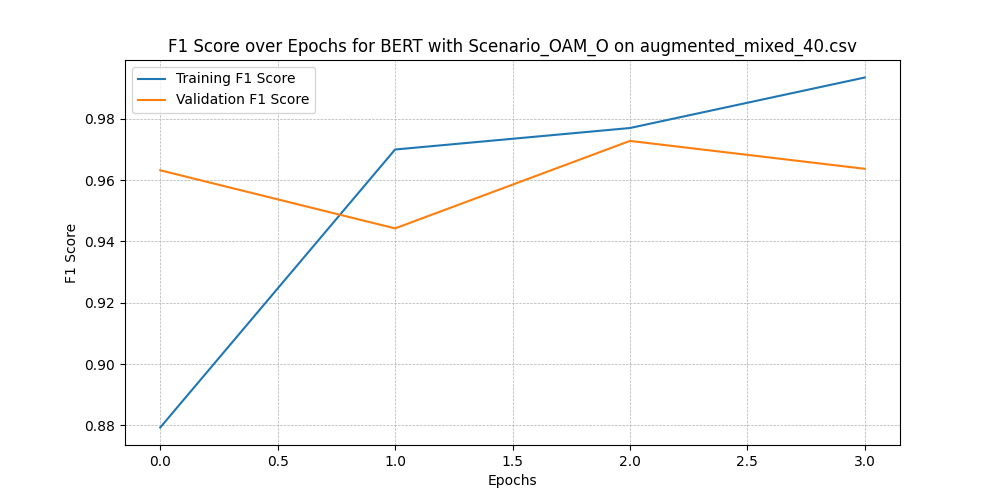 F1 Score over Epochs for BERT with Scenario_OAM_O on augmented_mixed_40.csv
Training F1 Score
Validation F1 Score
F1 Score
0.98
0.96
0.94
0.92
0.90
0.88
0.0 0.5 1.0 1.5 2.0 2.5 3.0
Epochs